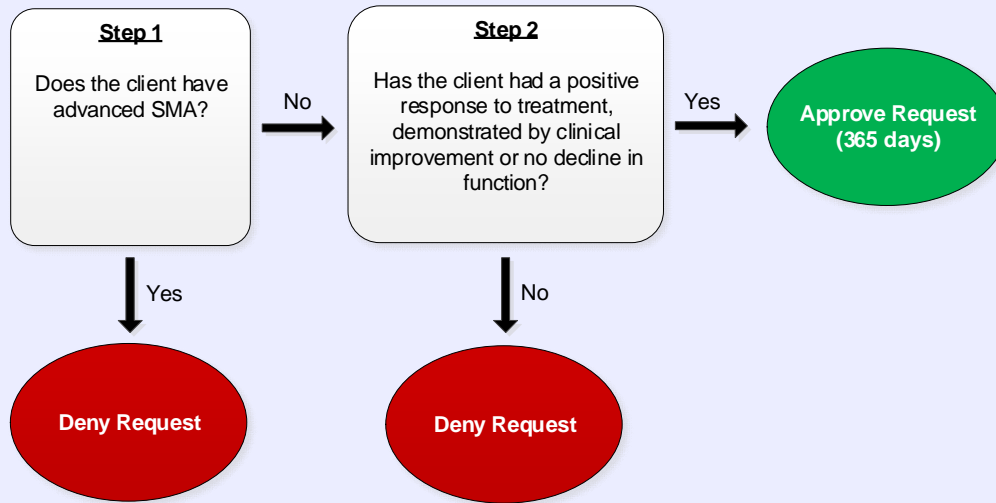 Step 1
Does the client have
advanced SMA?
No
Step 2
Has the client had a positive
response to treatment,
demonstrated by clinical
improvement or no decline in
function?
Yes
Approve Request
(365 days)
Yes
No
Deny Request
Deny Request